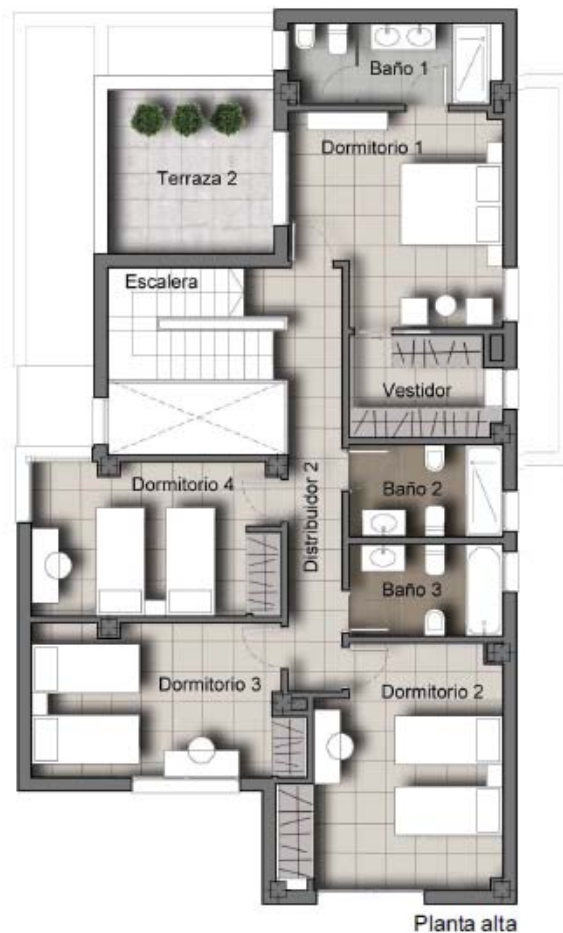 Baño 1
Dormitorio 1
Terraza 2
Escalera
Vestidor
Dormitorio 4
Baño 2
Distribuidor 2
Baño 3
Dormitorio 3
Dormitorio 2
Planta alta